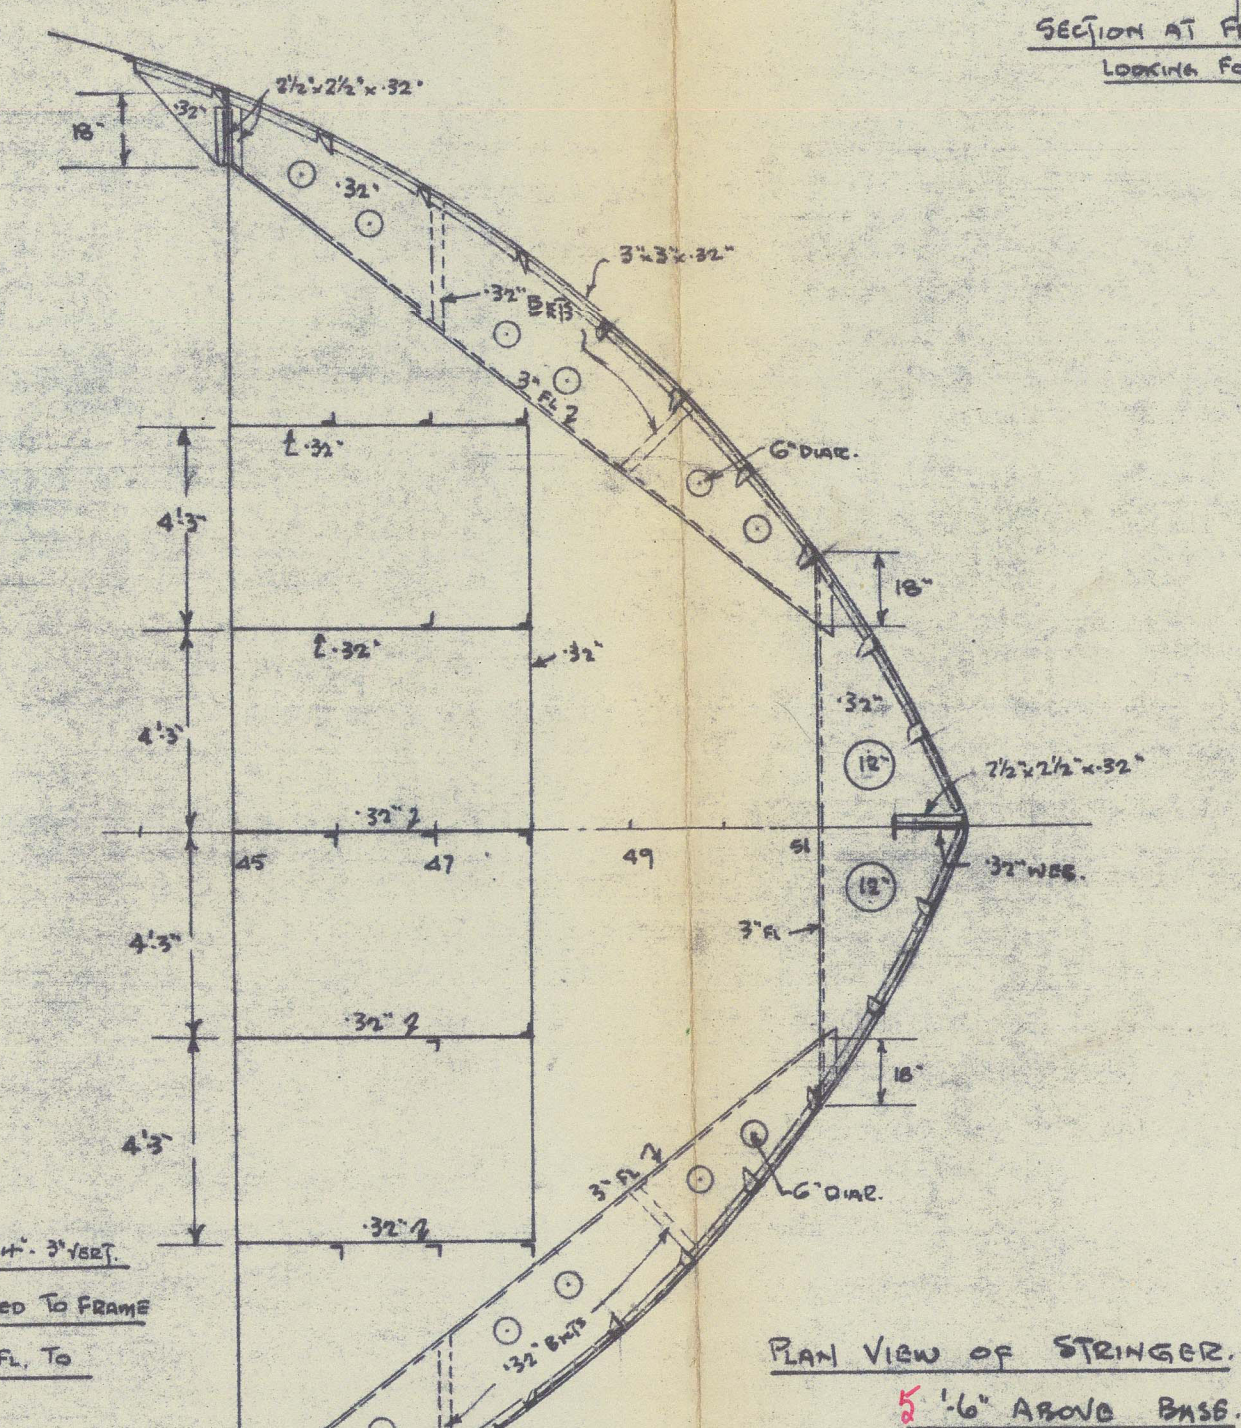 SECTION AT
LOOKING
2½"x2½"x.32"
.32"
18"
.32"
3"x3"x.32"
.32" BKTS
3" FL
.32"
6" DIAR.
4'.3"
18"
.32"
.32"
.32"
4'.3"
2½"x2½"x.32"
12"
.32"
45
47
49
51
.32" WEB.
12"
3" FL
4'.3"
.32"
18"
4'.3"
3" FL
6" DIAR.
.32"
3" VERT.
TO FRAME
FL. TO
.32" BKTS
PLAN VIEW OF STRINGER.
5'-6" ABOVE BASE.